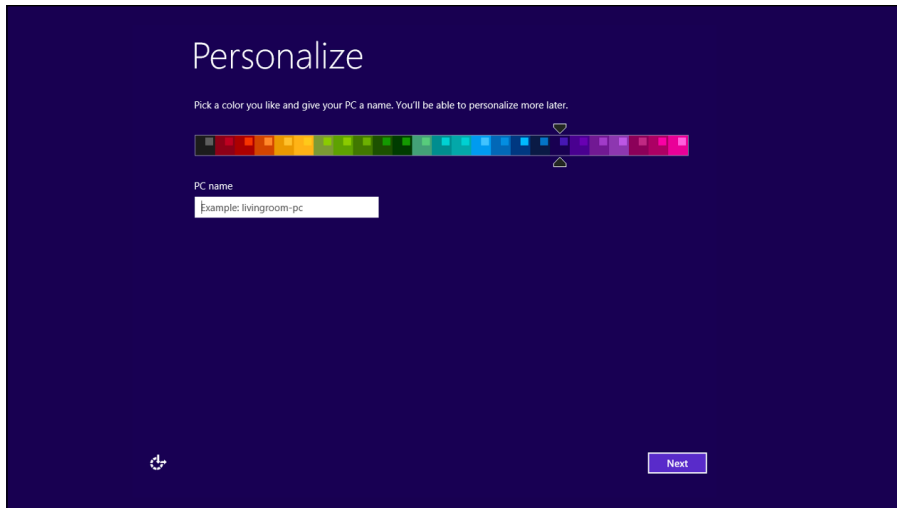 Personalize
Pick a color you like and give your PC a name. You'll be able to personalize more later.
PC name
Example: livingroom-pc
Next